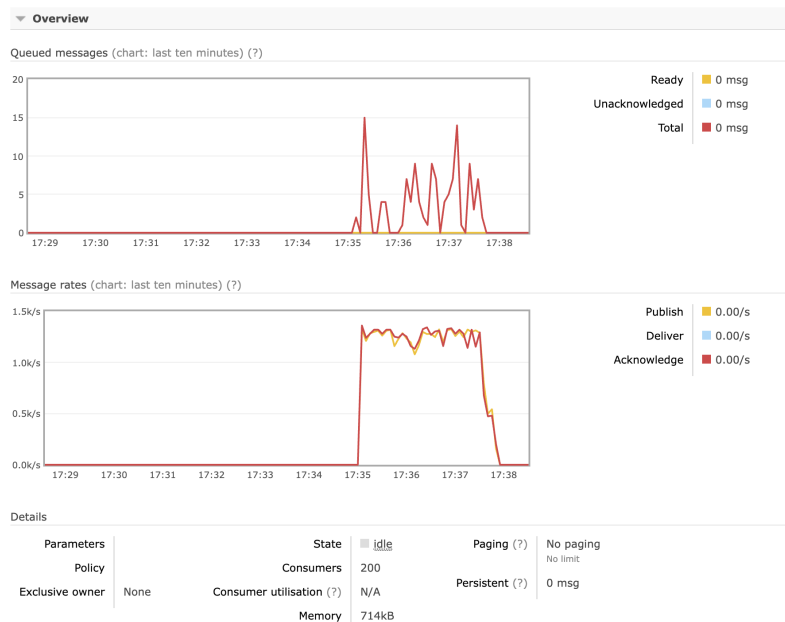 Overview
Queued messages (chart: last ten minutes) (?)
20
15
10
5
0
17:29 17:30 17:31 17:32 17:33 17:34 17:35 17:36 17:37 17:38
Ready 0 msg
Unacknowledged 0 msg
Total 0 msg
Message rates (chart: last ten minutes) (?)
1.5k/s
1.0k/s
0.5k/s
0.0k/s
17:29 17:30 17:31 17:32 17:33 17:34 17:35 17:36 17:37 17:38
Publish 0.00/s
Deliver 0.00/s
Acknowledge 0.00/s
Details
Parameters
Policy
Exclusive owner None
State idle
Consumers 200
Consumer utilisation (?) N/A
Memory 714kB
Paging (?) No paging
No limit
Persistent (?) 0 msg